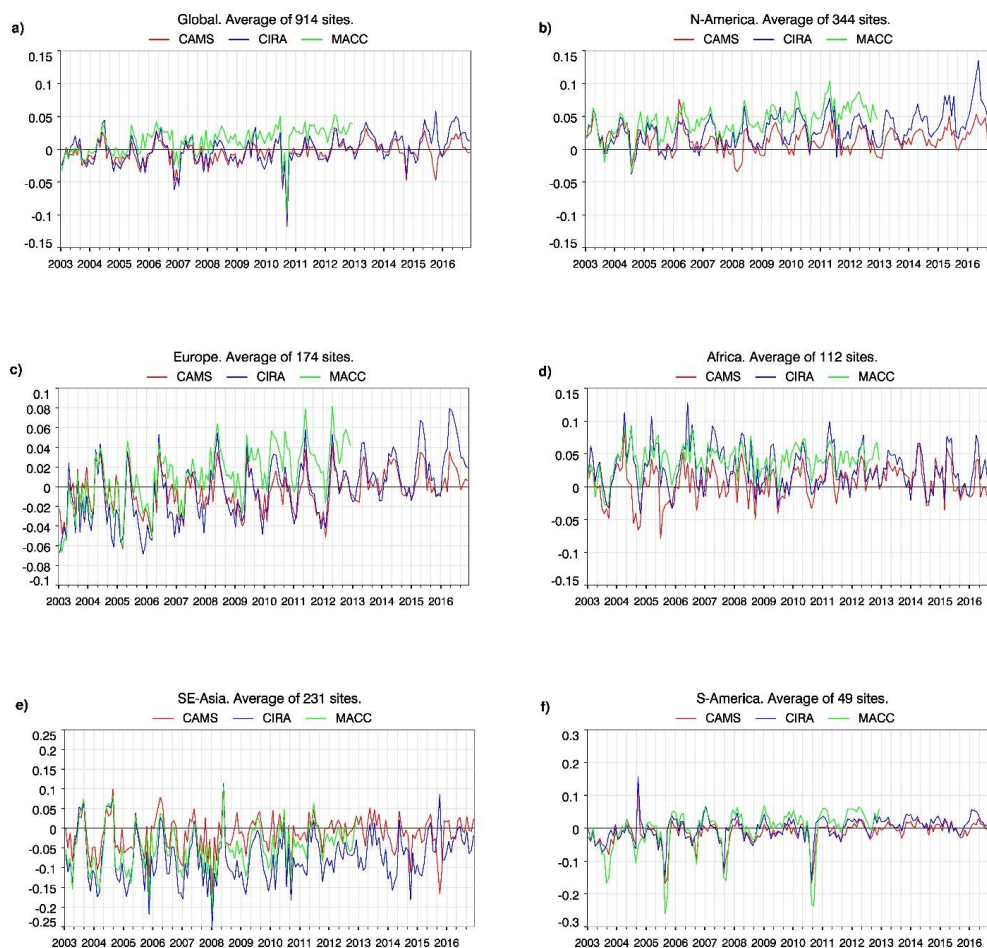 a)
Global. Average of 914 sites.
CAMS CIRA MACC
0.15
0.1
0.05
0
-0.05
-0.1
-0.15
2003 2004 2005 2006 2007 2008 2009 2010 2011 2012 2013 2014 2015 2016
b)
N-America. Average of 344 sites.
CAMS CIRA MACC
0.15
0.1
0.05
0
-0.05
-0.1
-0.15
2003 2004 2005 2006 2007 2008 2009 2010 2011 2012 2013 2014 2015 2016
c)
Europe. Average of 174 sites.
CAMS CIRA MACC
0.1
0.08
0.06
0.04
0.02
0
-0.02
-0.04
-0.06
-0.08
-0.1
2003 2004 2005 2006 2007 2008 2009 2010 2011 2012 2013 2014 2015 2016
d)
Africa. Average of 112 sites.
CAMS CIRA MACC
0.15
0.1
0.05
0
-0.05
-0.1
-0.15
2003 2004 2005 2006 2007 2008 2009 2010 2011 2012 2013 2014 2015 2016
e)
SE-Asia. Average of 231 sites.
CAMS CIRA MACC
0.25
0.2
0.15
0.1
0.05
0
-0.05
-0.1
-0.15
-0.2
-0.25
2003 2004 2005 2006 2007 2008 2009 2010 2011 2012 2013 2014 2015 2016
f)
S-America. Average of 49 sites.
CAMS CIRA MACC
0.3
0.2
0.1
0
-0.1
-0.2
-0.3
2003 2004 2005 2006 2007 2008 2009 2010 2011 2012 2013 2014 2015 2016